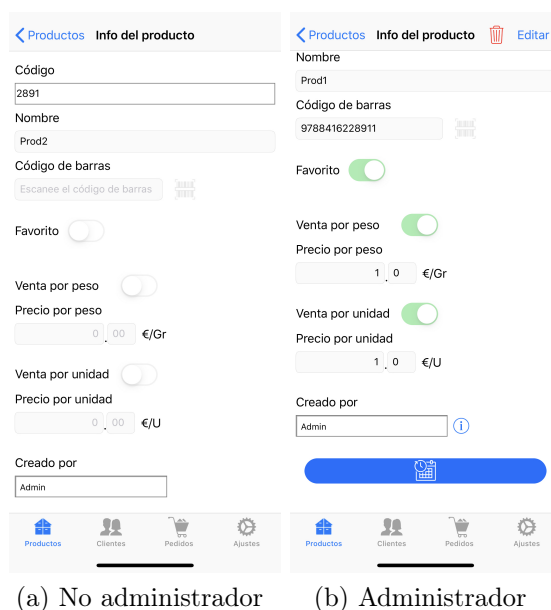 Productos Info del producto
Código
2891
Nombre
Prod2
Código de barras
Escanee el código de barras
Favorito
Venta por peso
Precio por peso
0 . 00 €/Gr
Venta por unidad
Precio por unidad
0 . 00 €/U
Creado por
Admin
Productos Clientes Pedidos Ajustes
(a) No administrador
Productos Info del producto Editar
Nombre
Prod1
Código de barras
9788416228911
Favorito
Venta por peso
Precio por peso
1 . 0 €/Gr
Venta por unidad
Precio por unidad
1 . 0 €/U
Creado por
Admin
Productos Clientes Pedidos Ajustes
(b) Administrador